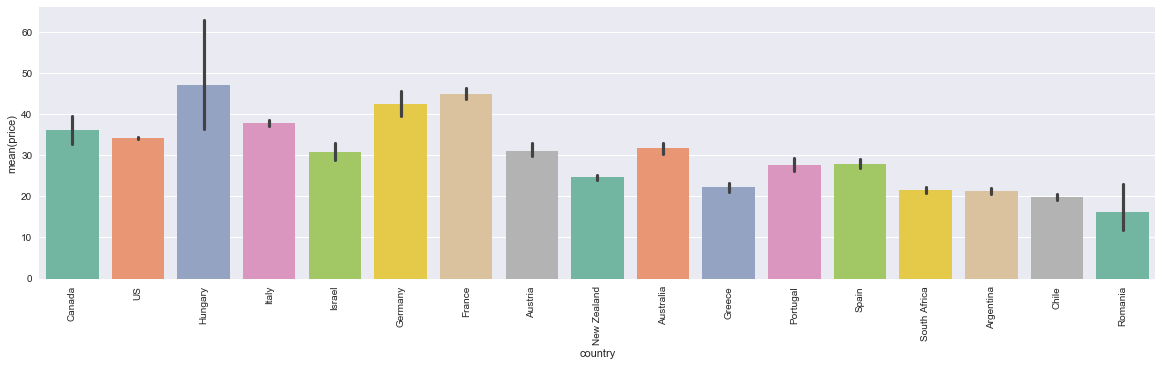 60
50
40
30
20
10
0
mean(price)
Canada
US
Hungary
Italy
Israel
Germany
France
Austria
New Zealand
Australia
Greece
Portugal
Spain
South Africa
Argentina
Chile
Romania
country